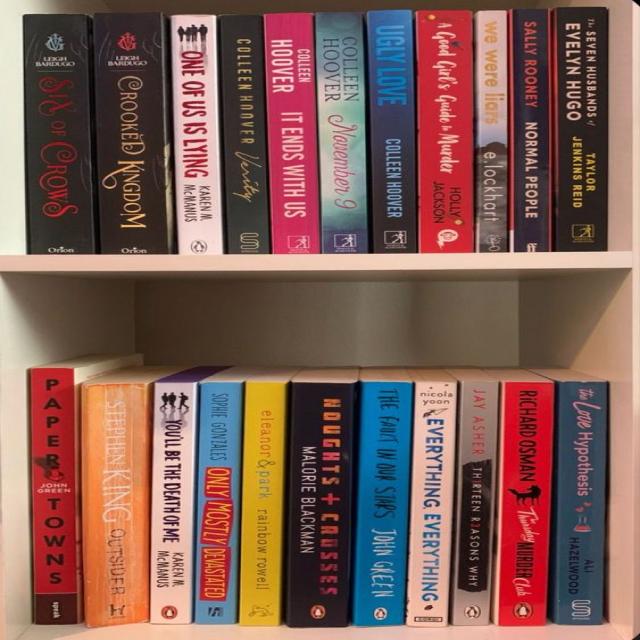 LEIGH
BARDUGO
SIX OF CROWS
Orion
LEIGH
BARDUGO
CROOKED KINGDOM
Orion
ONE OF US IS LYING
KAREN M.
McMANUS
COLLEEN HOOVER Verity
COLLEEN
HOOVER IT ENDS WITH US
COLLEEN
HOOVER November 9
UGLY LOVE COLLEEN HOOVER
A Good Girl's Guide to Murder
HOLLY
JACKSON
we were liars e. lockhart
SALLY ROONEY NORMAL PEOPLE
The SEVEN HUSBANDS of
EVELYN HUGO
TAYLOR
JENKINS REID
PAPER
JOHN
GREEN
TOWNS
speak
STEPHEN KING OUTSIDER
YOU'LL BE THE DEATH OF ME
KAREN M.
McMANUS
SOPHIE GONZALES ONLY MOSTLY DEVASTATED
eleanor & park rainbow rowell
NOUGHTS + CROSSES
MALORIE BLACKMAN
THE FAULT IN OUR STARS JOHN GREEN
nicola
yoon
EVERYTHING EVERYTHING
JAY ASHER THIRTEEN REASONS WHY
RICHARD OSMAN
The Thursday MURDER Club
the Love Hypothesis
ALI
HAZELWOOD